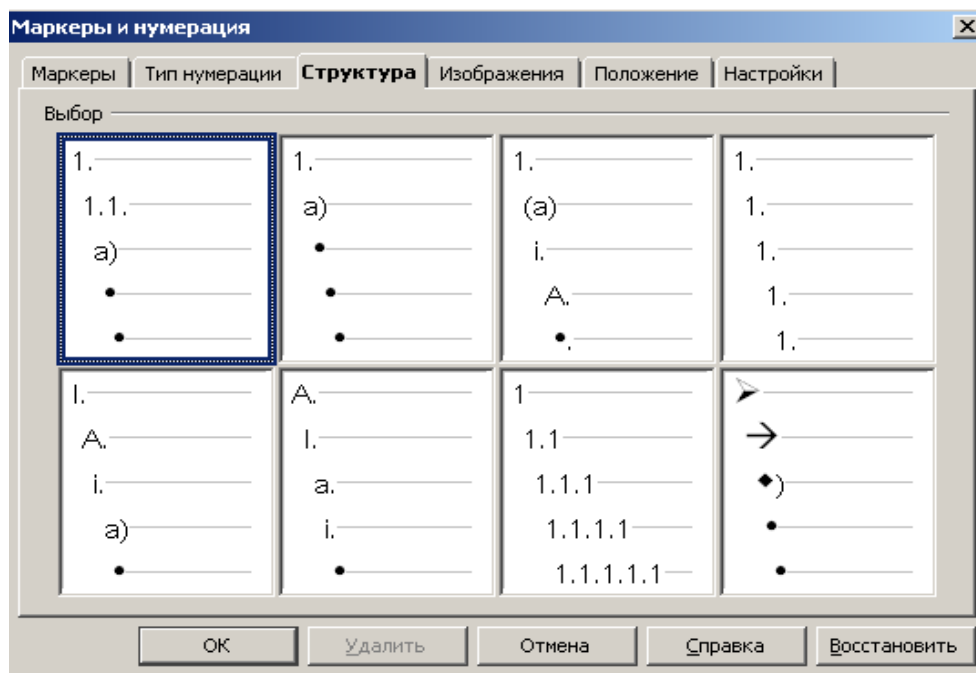 Маркеры и нумерация
Маркеры Тип нумерации Структура Изображения Положение Настройки
Выбор
1. 1. 1. 1.
1.1. a) (a) 1.
a) • i. 1.
• • A. 1.
• • •. 1.
I. A. 1 ➢
A. I. 1.1 →
i. a. 1.1.1 ◆)
a) i. 1.1.1.1 •
• • 1.1.1.1.1 •
ОК Удалить Отмена Справка Восстановить